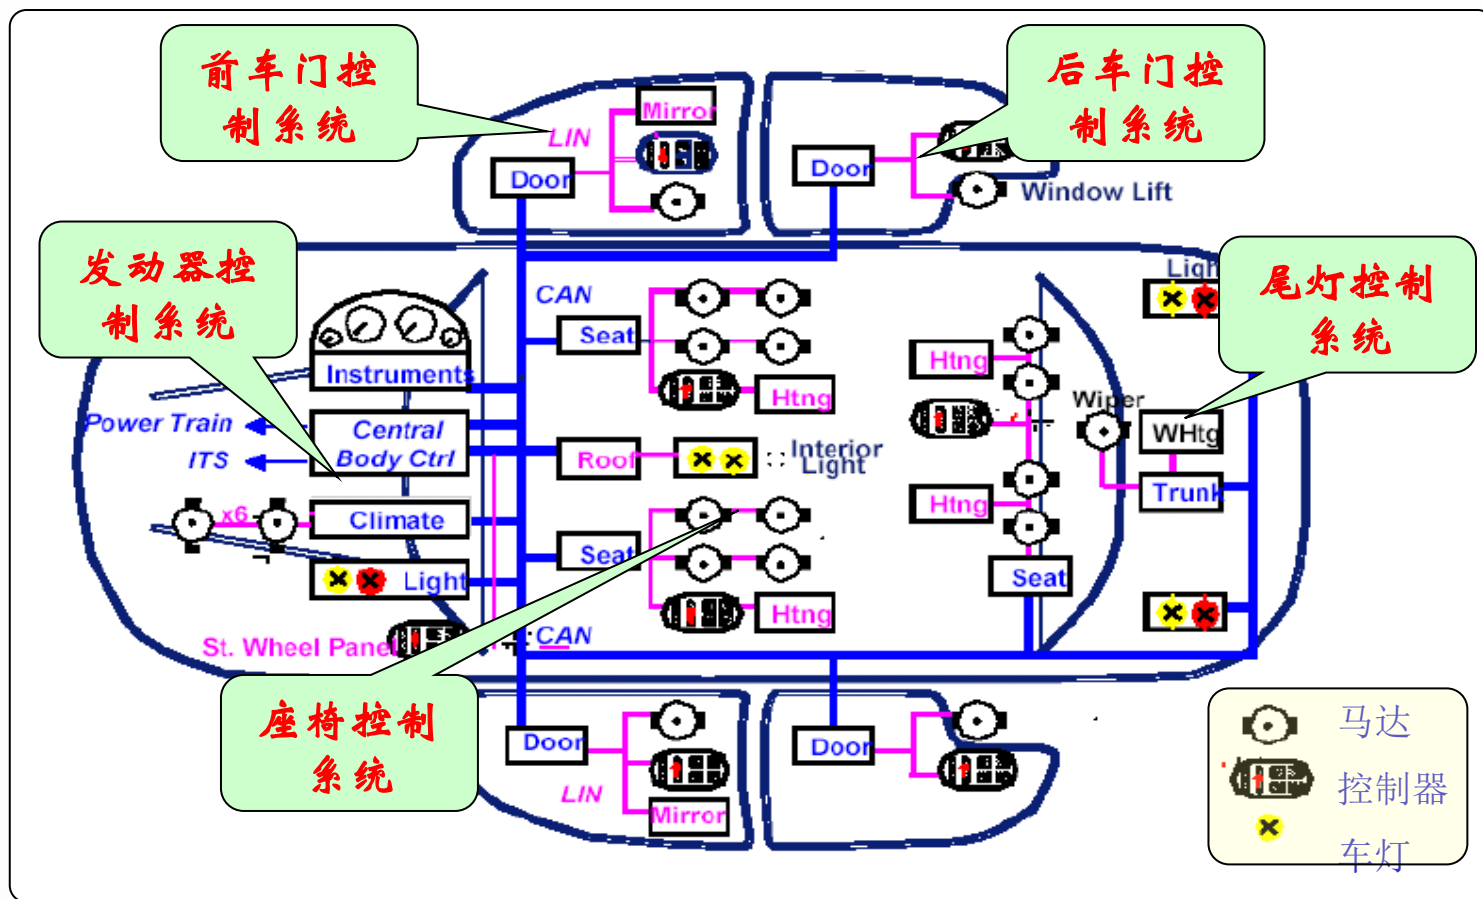 前车门控
制系统
后车门控
制系统
Mirror
LIN
Door
Door
Window Lift
发动器控
制系统
尾灯控制
系统
CAN
Seat
Instruments
Htng
Htng
Wiper
Power Train
ITS
Central
Body Ctrl
Roof
Interior
Light
WHtg
Trunk
x6
Climate
Htng
Seat
Light
Htng
Seat
St. Wheel Panel
CAN
座椅控制
系统
Door
LIN
Mirror
Door
马达
控制器
车灯